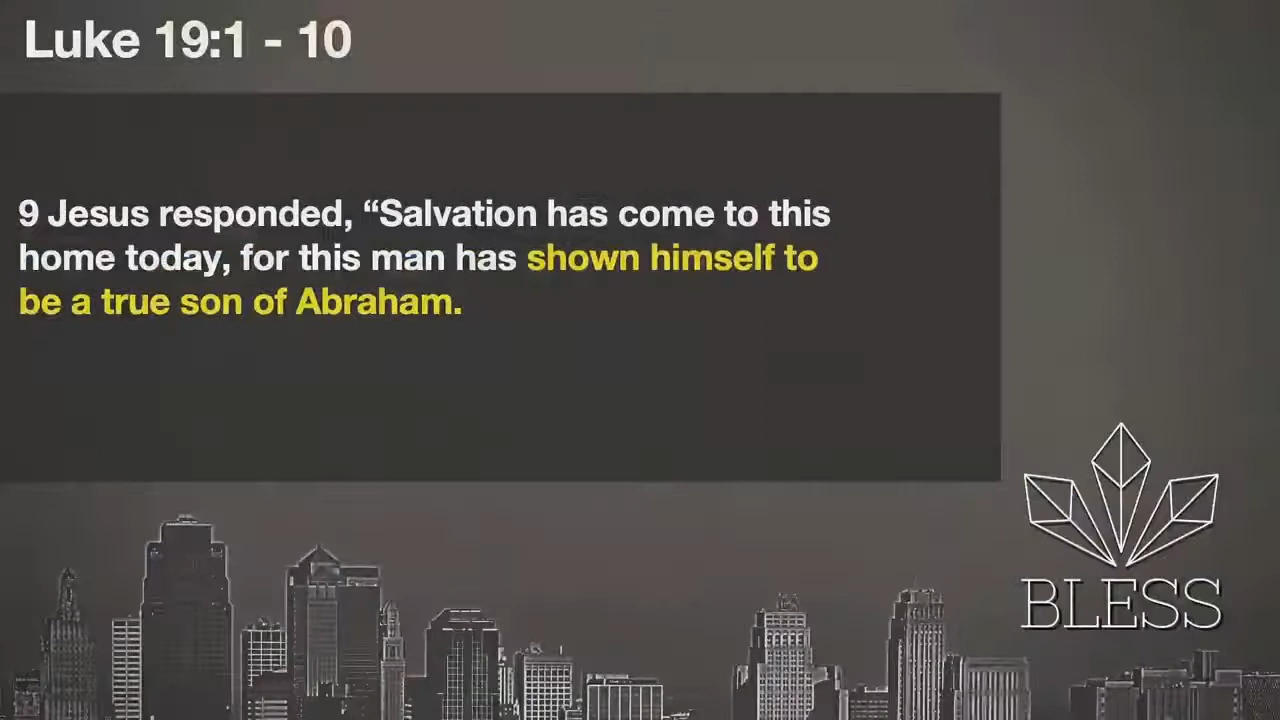 Luke 19:1 - 10
9 Jesus responded, “Salvation has come to this
home today, for this man has shown himself to
be a true son of Abraham.
BLESS